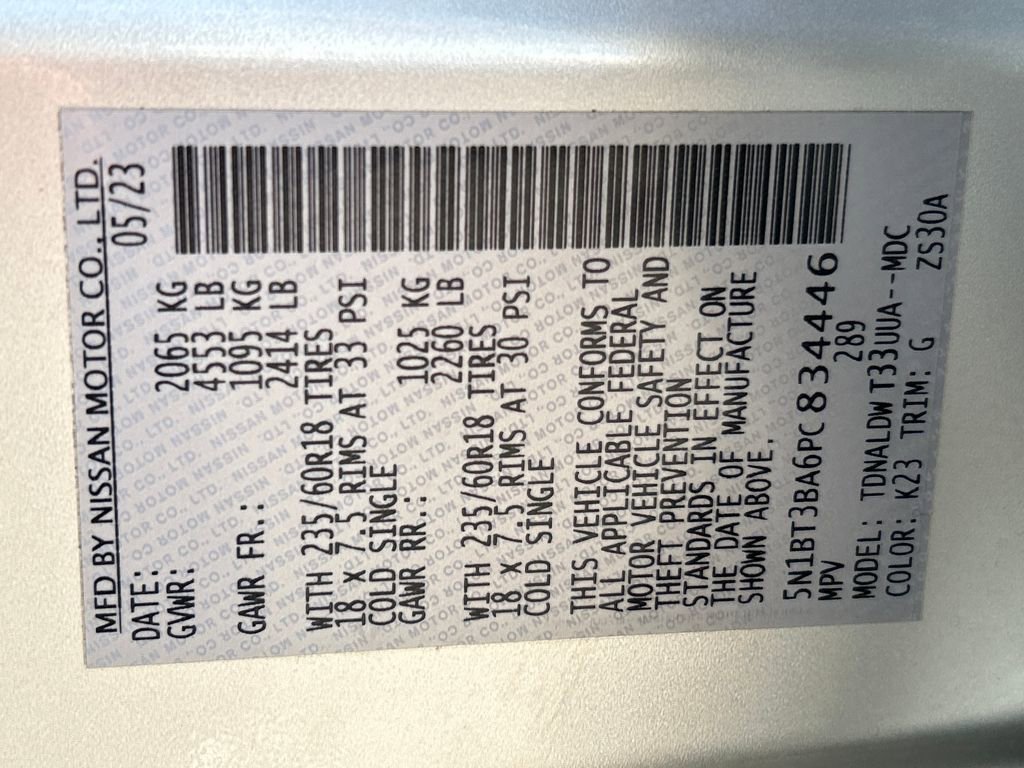 MFD BY NISSAN MOTOR CO., LTD.
DATE: 05/23
GVWR: 2065 KG
4553 LB
GAWR FR.: 1095 KG
2414 LB
WITH 235/60R18 TIRES
18 x 7.5 RIMS AT 33 PSI
COLD SINGLE
GAWR RR.: 1025 KG
2260 LB
WITH 235/60R18 TIRES
18 x 7.5 RIMS AT 30 PSI
COLD SINGLE
THIS VEHICLE CONFORMS TO
ALL APPLICABLE FEDERAL
MOTOR VEHICLE SAFETY AND
THEFT PREVENTION
STANDARDS IN EFFECT ON
THE DATE OF MANUFACTURE
SHOWN ABOVE.
5N1BT3BA6PC834446
MPV 289
MODEL: TDNALDW T33UUA--MDC
COLOR: K23 TRIM: G ZS30A